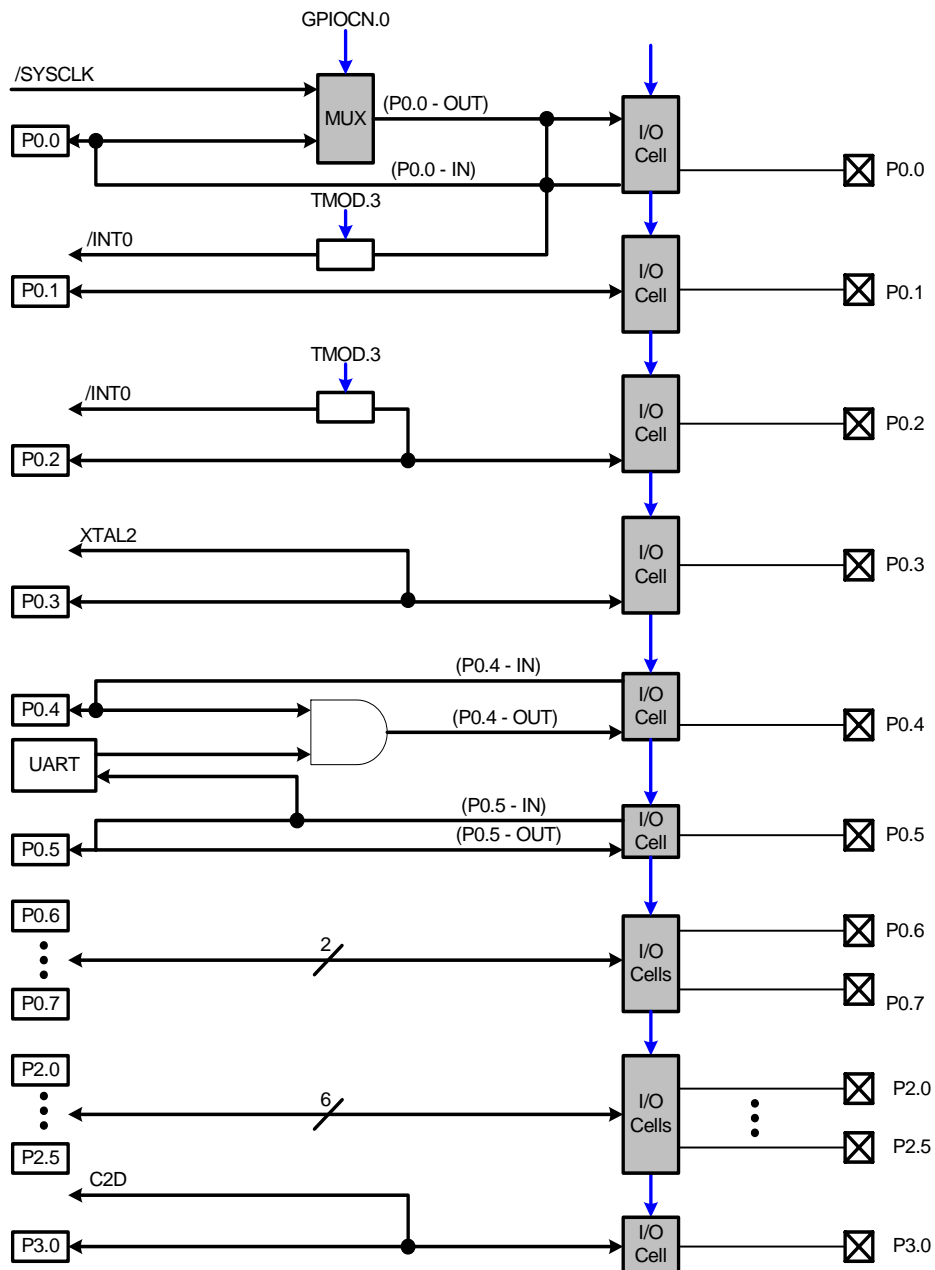 GPIOCN.0
/SYSCLK
MUX
(P0.0 - OUT)
I/O
Cell
P0.0
(P0.0 - IN)
P0.0
TMOD.3
/INT0
I/O
Cell
P0.1
P0.1
TMOD.3
/INT0
I/O
Cell
P0.2
P0.2
XTAL2
I/O
Cell
P0.3
P0.3
(P0.4 - IN)
I/O
Cell
P0.4
(P0.4 - OUT)
P0.4
UART
(P0.5 - IN)
I/O
Cell
(P0.5 - OUT)
P0.5
P0.5
P0.6
P0.6
2
I/O
Cells
P0.7
P0.7
P2.0
P2.0
6
I/O
Cells
P2.5
P2.5
C2D
P3.0
I/O
Cell
P3.0